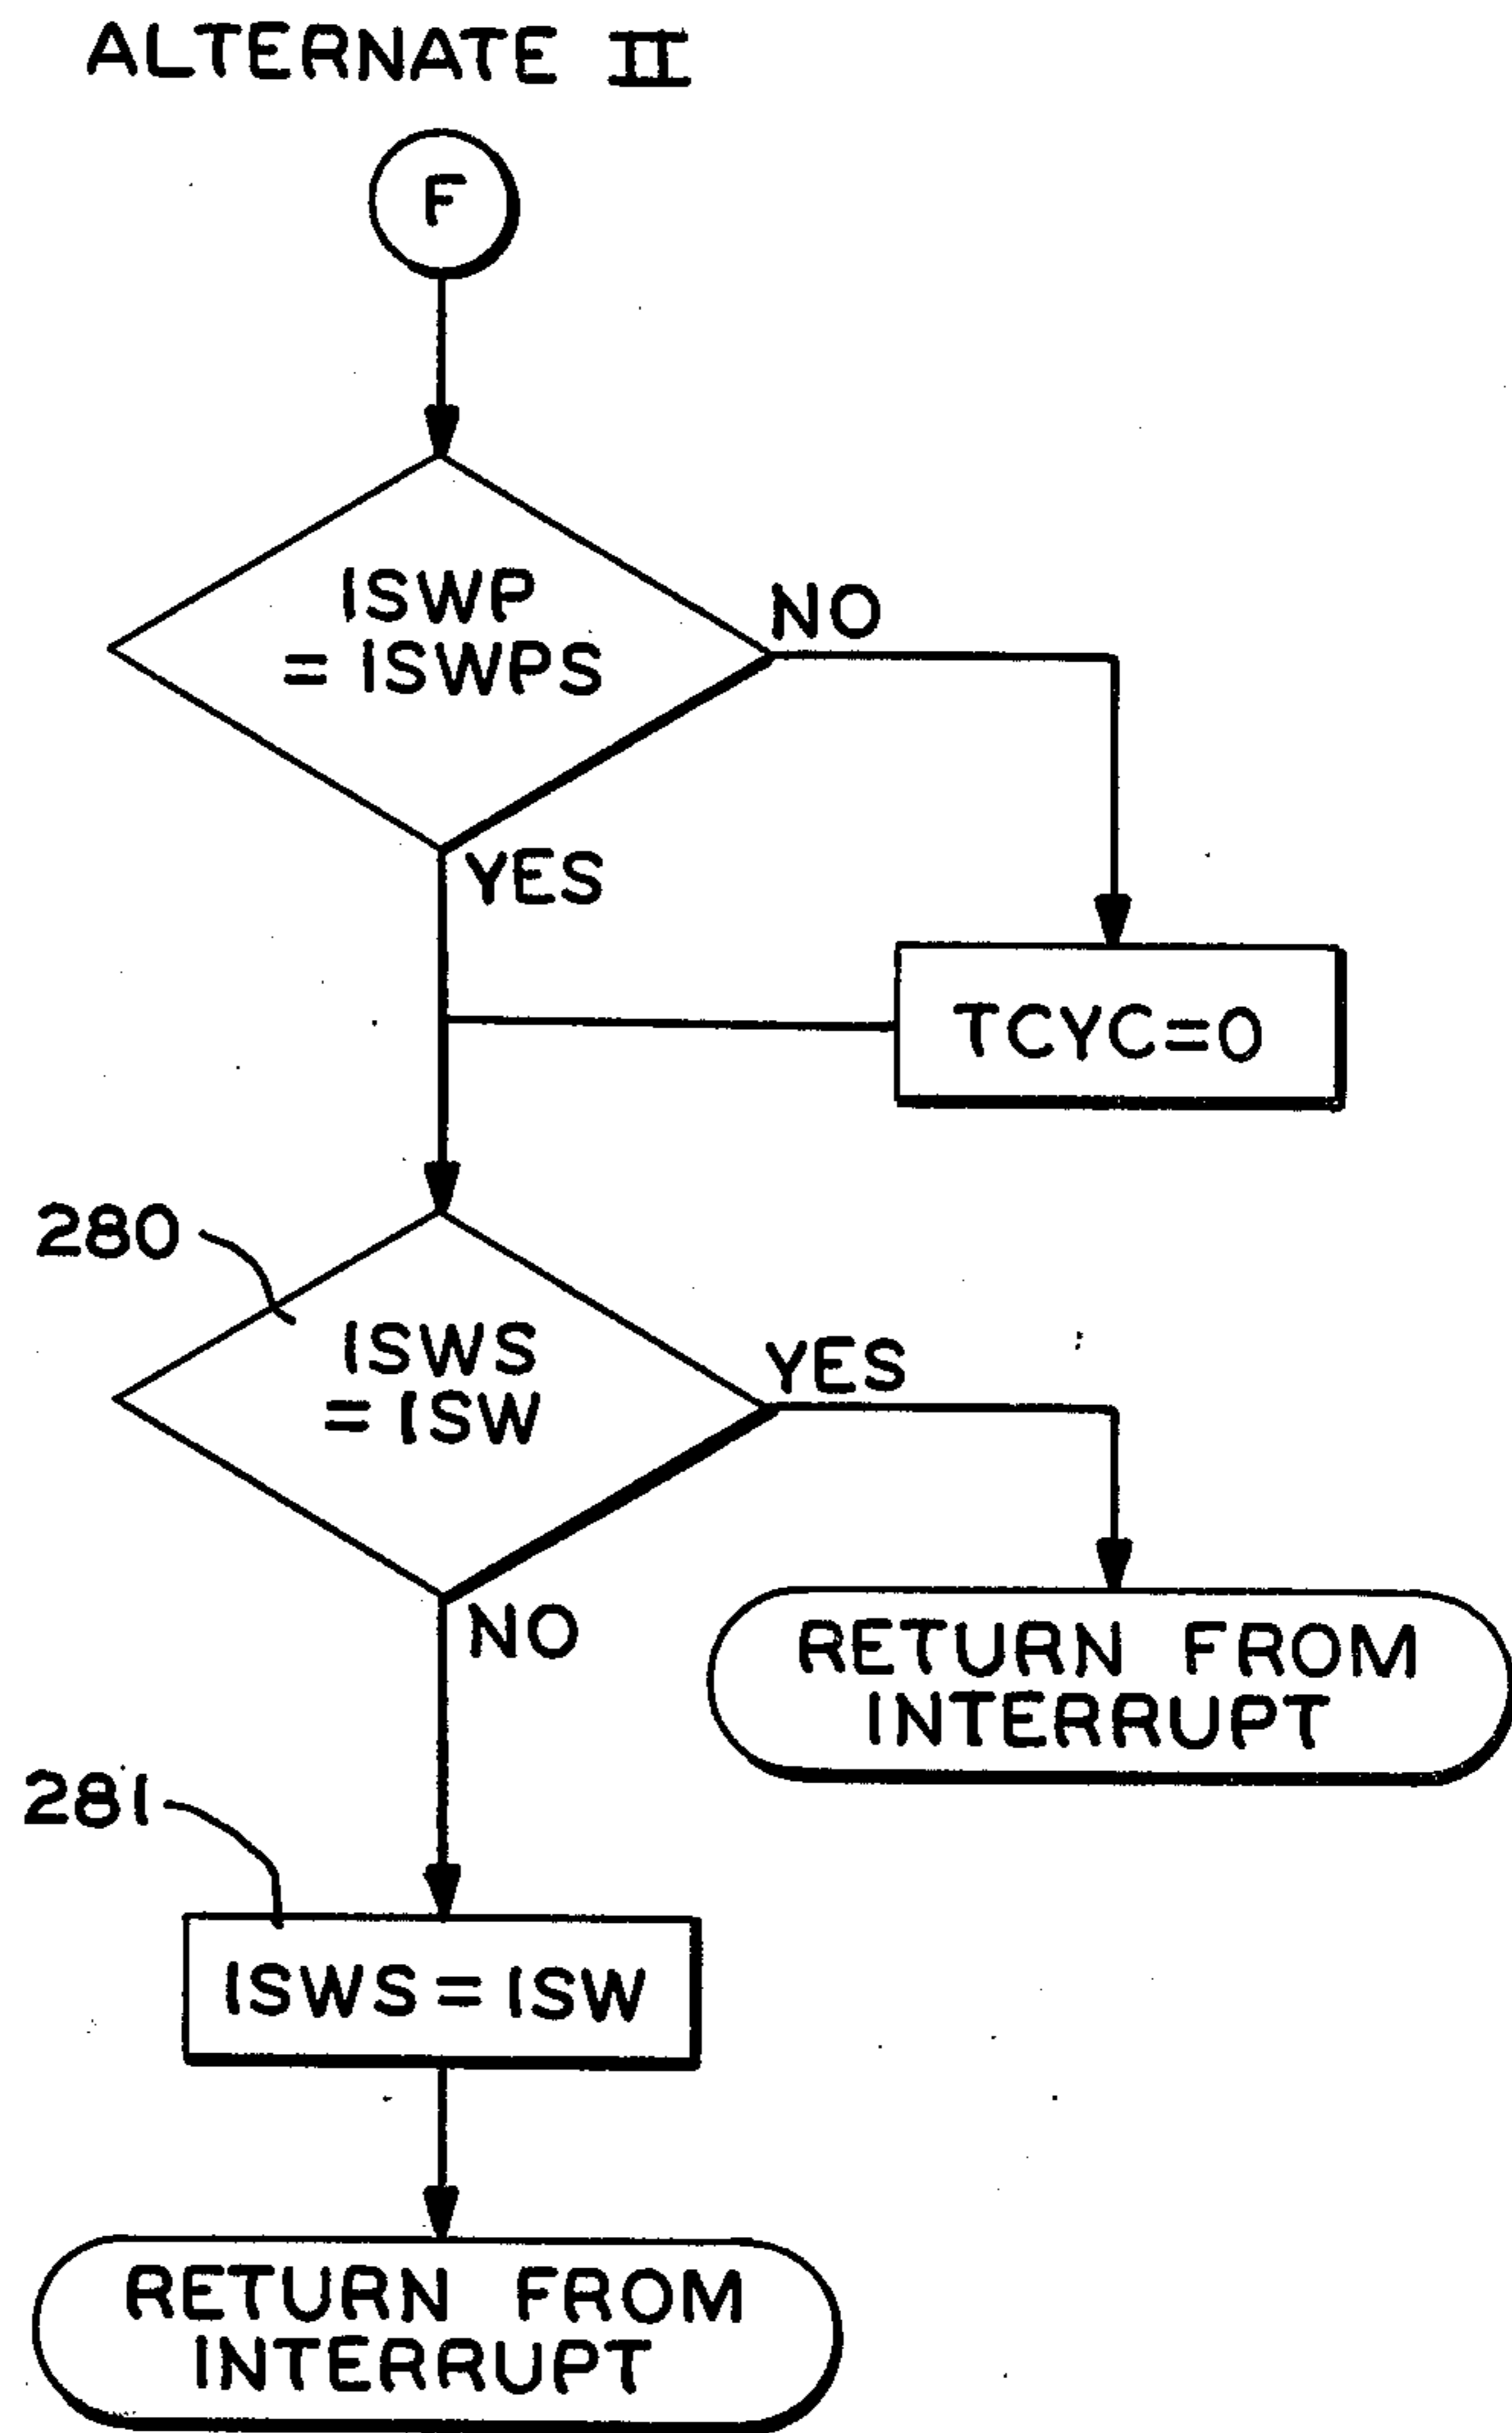 ALTERNATE II
F
ISWP
= ISWPS
NO
YES
TCYC=0
280
ISWS
= ISW
YES
NO
RETURN FROM
INTERRUPT
281
ISWS = ISW
RETURN FROM
INTERRUPT